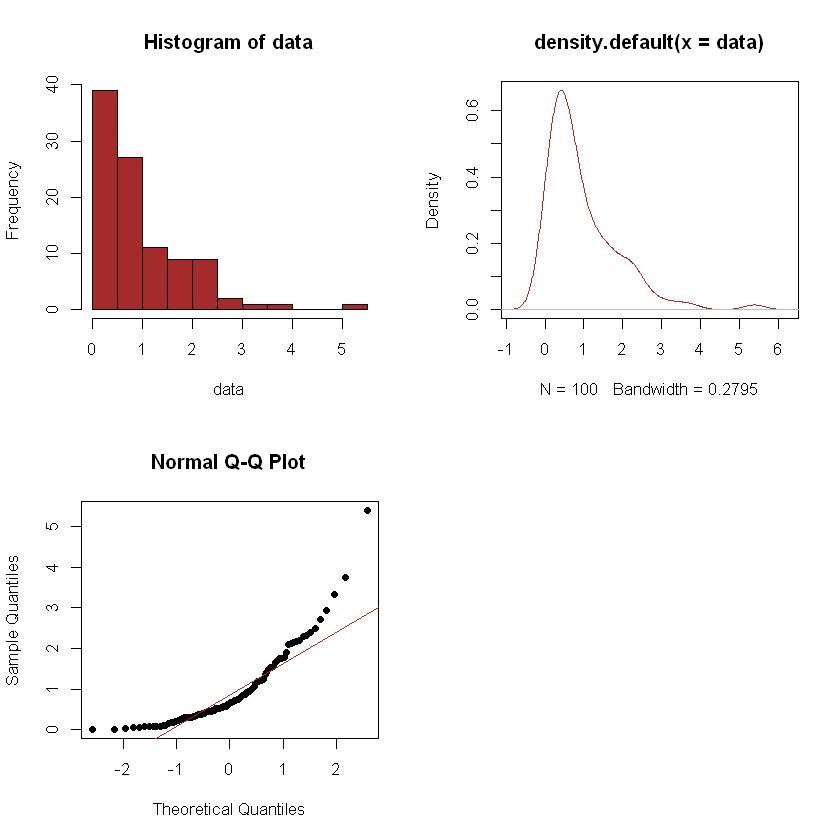 Histogram of data
Frequency
0
10
20
30
40
0 1 2 3 4 5
data
density.default(x = data)
Density
0.0
0.2
0.4
0.6
-1 0 1 2 3 4 5 6
N = 100 Bandwidth = 0.2795
Normal Q-Q Plot
Sample Quantiles
0
1
2
3
4
5
-2 -1 0 1 2
Theoretical Quantiles